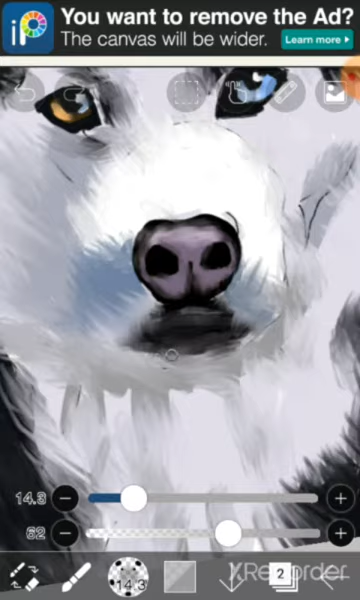 You want to remove the Ad?
The canvas will be wider.
Learn more
14.3
62
14.3
2
XRecorder